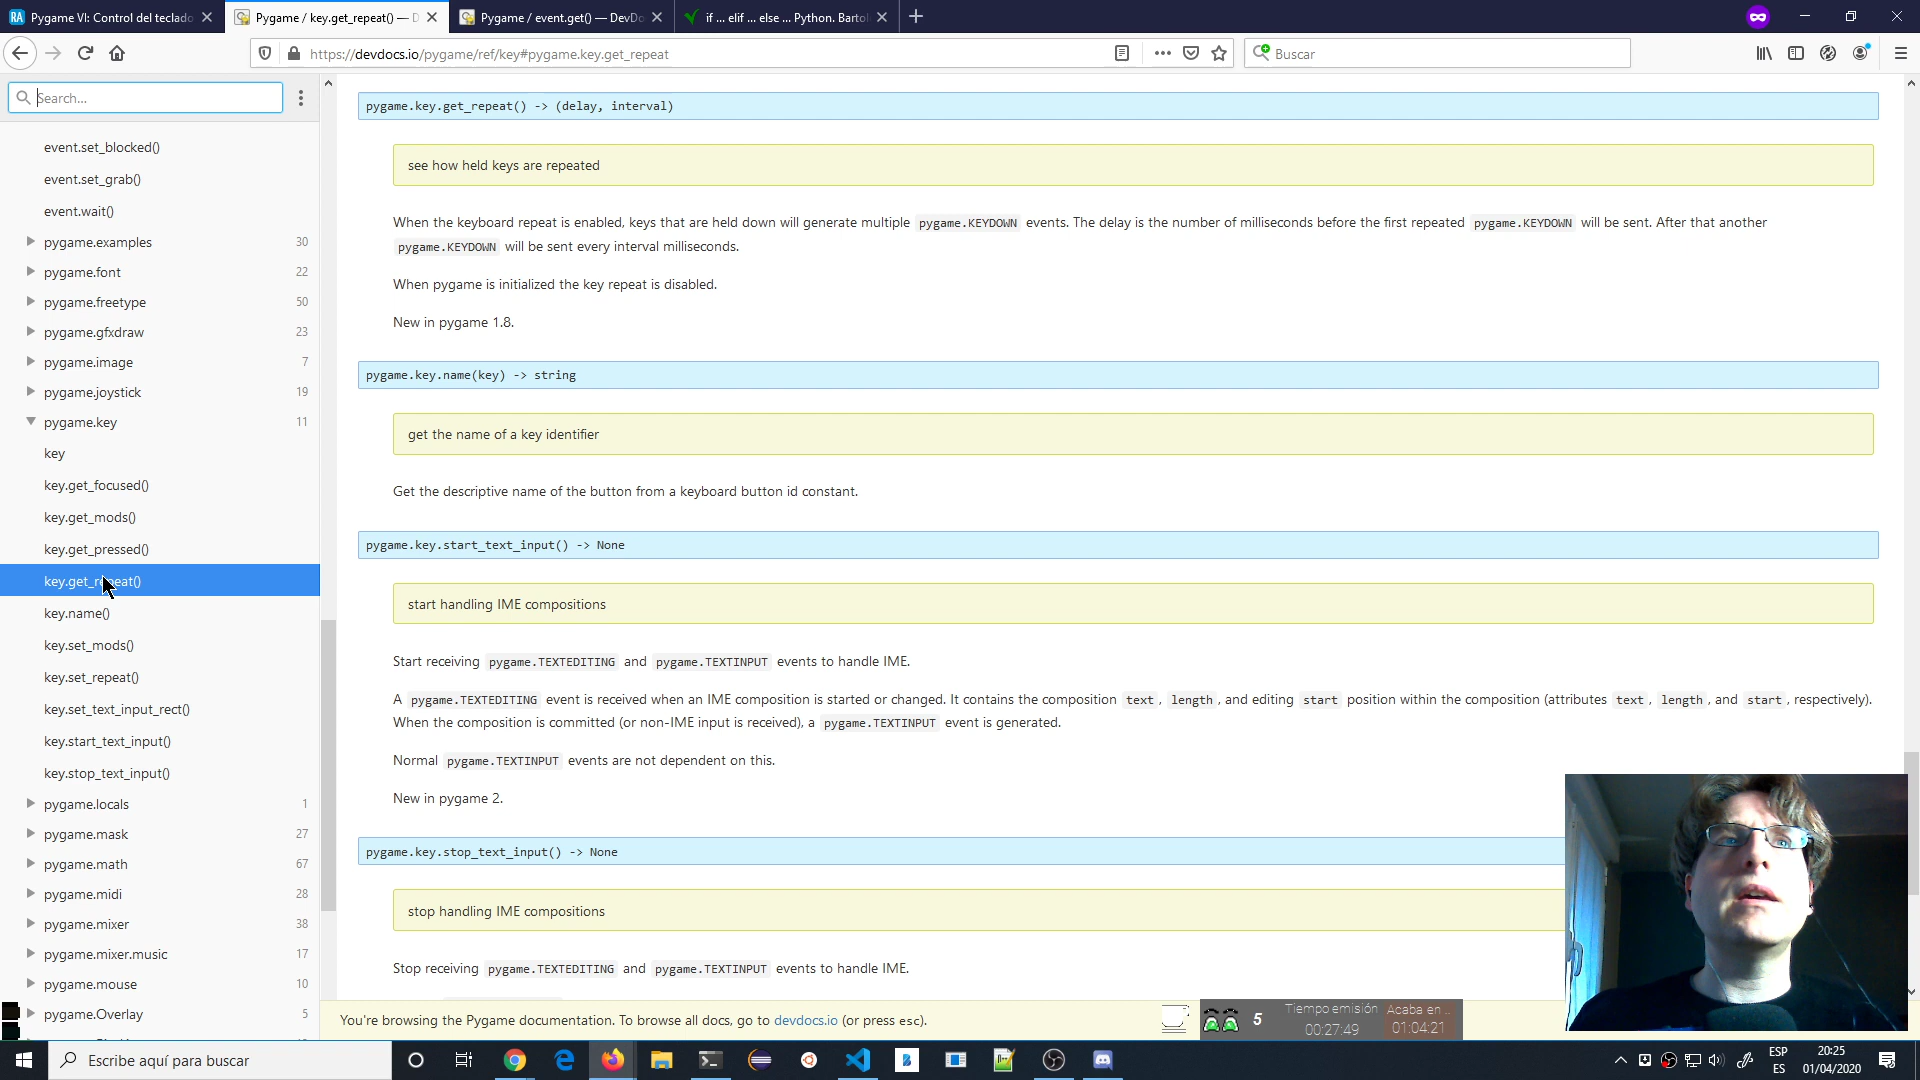 Pygame VI: Control del teclado
Pygame / key.get_repeat() — D
Pygame / event.get() — DevDo
if ... elif ... else ... Python. Bartol
https://devdocs.io/pygame/ref/key#pygame.key.get_repeat
Buscar
Search...
event.set_blocked()
event.set_grab()
event.wait()
pygame.examples 30
pygame.font 22
pygame.freetype 50
pygame.gfxdraw 23
pygame.image 7
pygame.joystick 19
pygame.key 11
key
key.get_focused()
key.get_mods()
key.get_pressed()
key.get_repeat()
key.name()
key.set_mods()
key.set_repeat()
key.set_text_input_rect()
key.start_text_input()
key.stop_text_input()
pygame.locals 1
pygame.mask 27
pygame.math 67
pygame.midi 28
pygame.mixer 38
pygame.mixer.music 17
pygame.mouse 10
pygame.Overlay 5
pygame.key.get_repeat() -> (delay, interval)
see how held keys are repeated
When the keyboard repeat is enabled, keys that are held down will generate multiple pygame.KEYDOWN events. The delay is the number of milliseconds before the first repeated pygame.KEYDOWN will be sent. After that another
pygame.KEYDOWN will be sent every interval milliseconds.
When pygame is initialized the key repeat is disabled.
New in pygame 1.8.
pygame.key.name(key) -> string
get the name of a key identifier
Get the descriptive name of the button from a keyboard button id constant.
pygame.key.start_text_input() -> None
start handling IME compositions
Start receiving pygame.TEXTEDITING and pygame.TEXTINPUT events to handle IME.
A pygame.TEXTEDITING event is received when an IME composition is started or changed. It contains the composition text, length, and editing start position within the composition (attributes text, length, and start, respectively).
When the composition is committed (or non-IME input is received), a pygame.TEXTINPUT event is generated.
Normal pygame.TEXTINPUT events are not dependent on this.
New in pygame 2.
pygame.key.stop_text_input() -> None
stop handling IME compositions
Stop receiving pygame.TEXTEDITING and pygame.TEXTINPUT events to handle IME.
You're browsing the Pygame documentation. To browse all docs, go to devdocs.io (or press esc).
5
Tiempo emisión
00:27:49
Acaba en ..
01:04:21
Escribe aquí para buscar
ESP
ES
20:25
01/04/2020